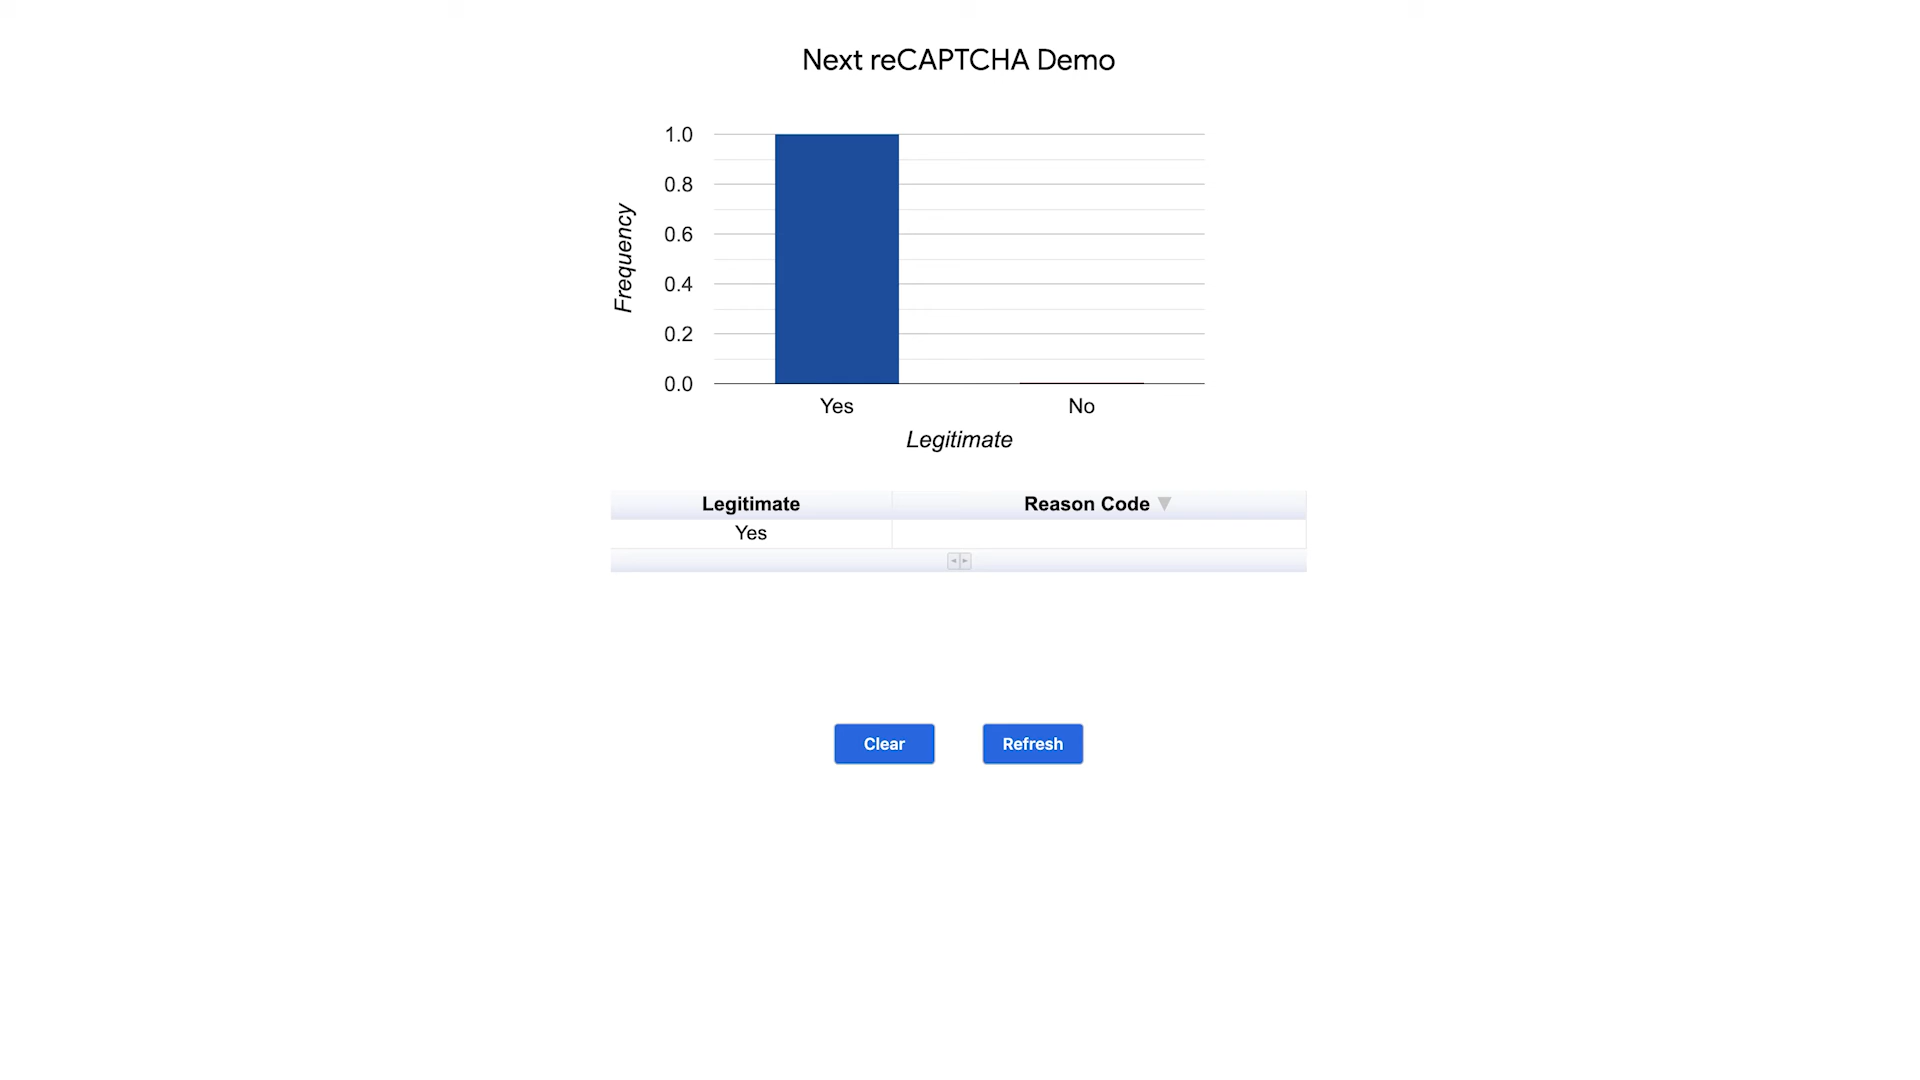 Next reCAPTCHA Demo
1.0
0.8
0.6
0.4
0.2
0.0
Frequency
Yes No
Legitimate
Legitimate Reason Code
Yes
Clear Refresh